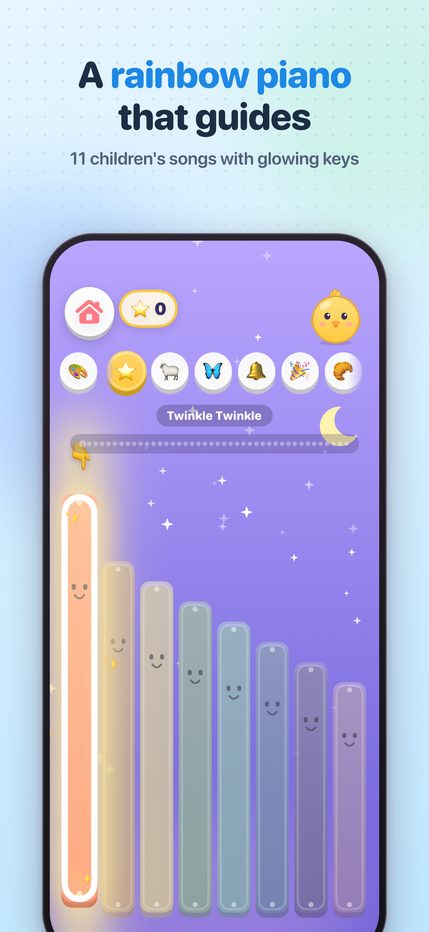 A rainbow piano
that guides
11 children's songs with glowing keys
0
Twinkle Twinkle